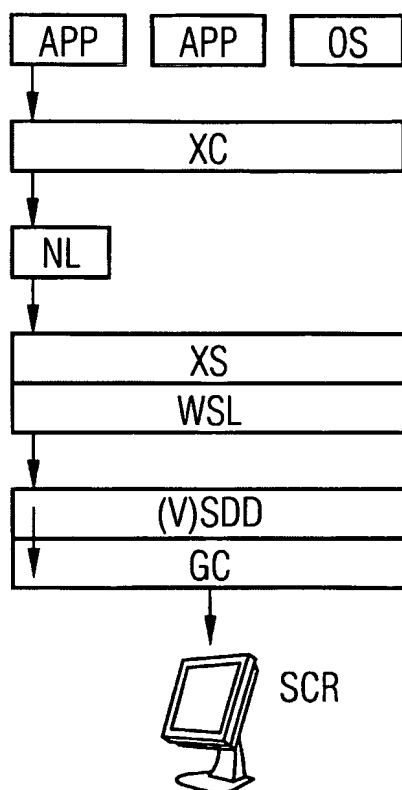 APP APP OS
XC
NL
XS
WSL
(V)SDD
GC
SCR